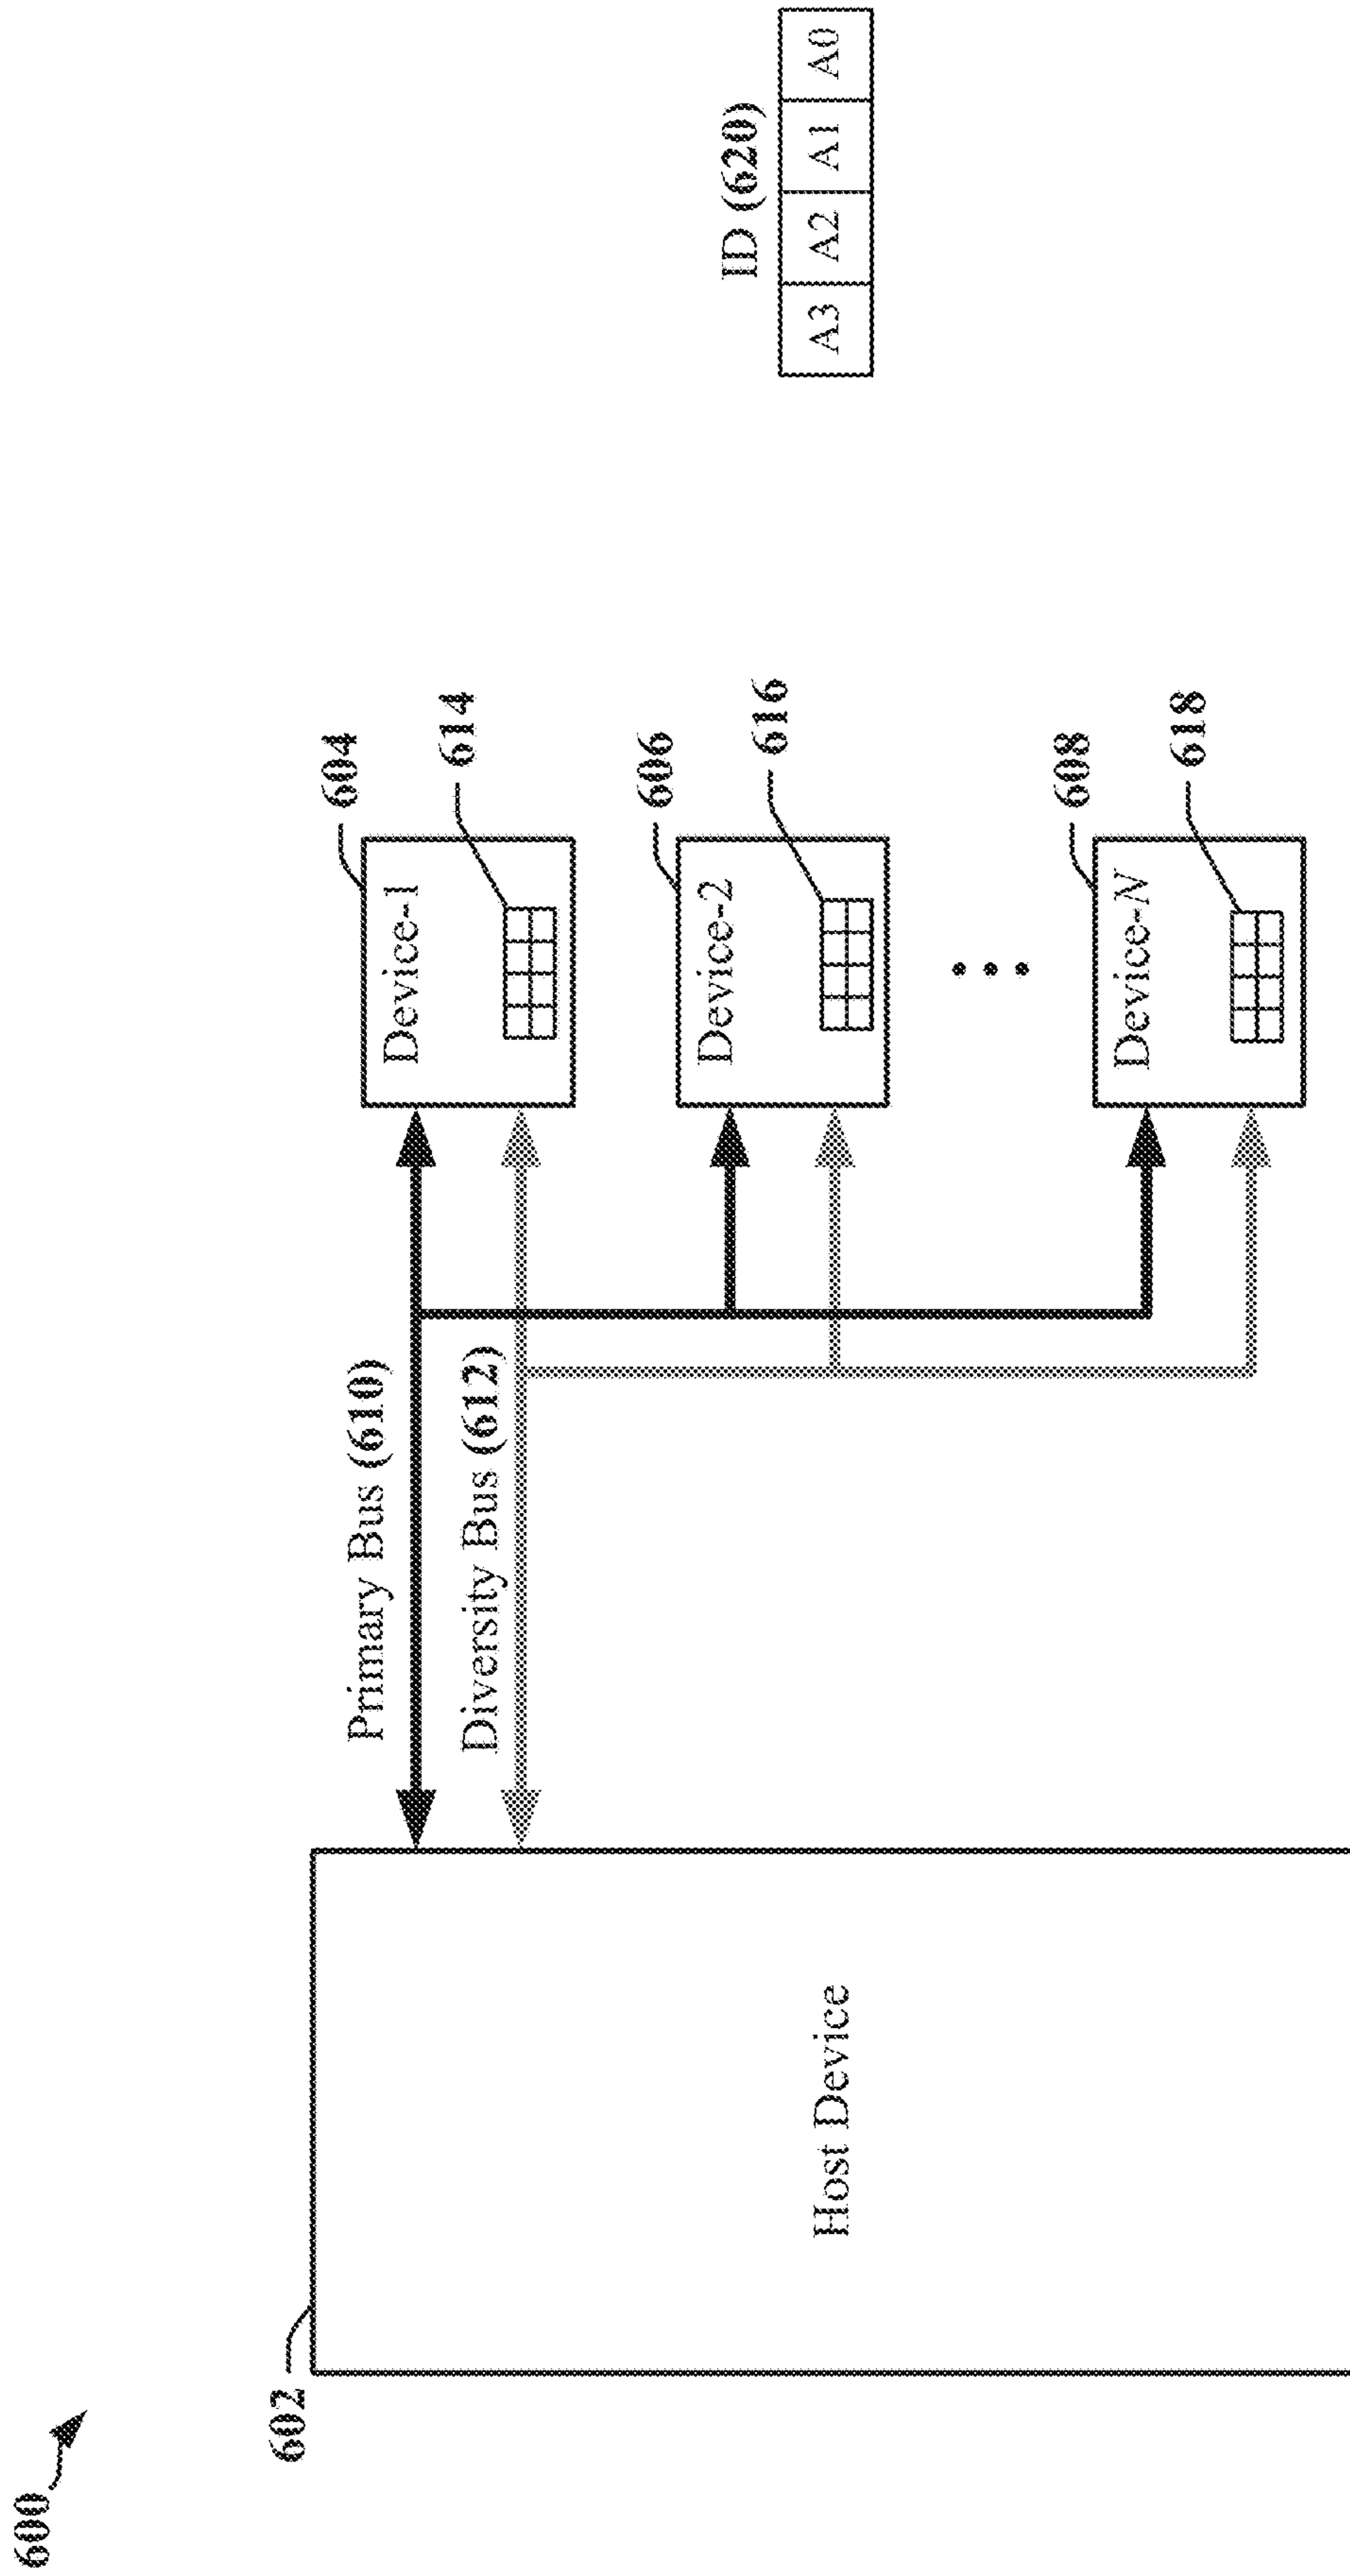 600
602
Host Device
Primary Bus (610)
Diversity Bus (612)
604
Device-1
614
606
Device-2
616
608
Device-N
618
ID (620)
A3 A2 A1 A0